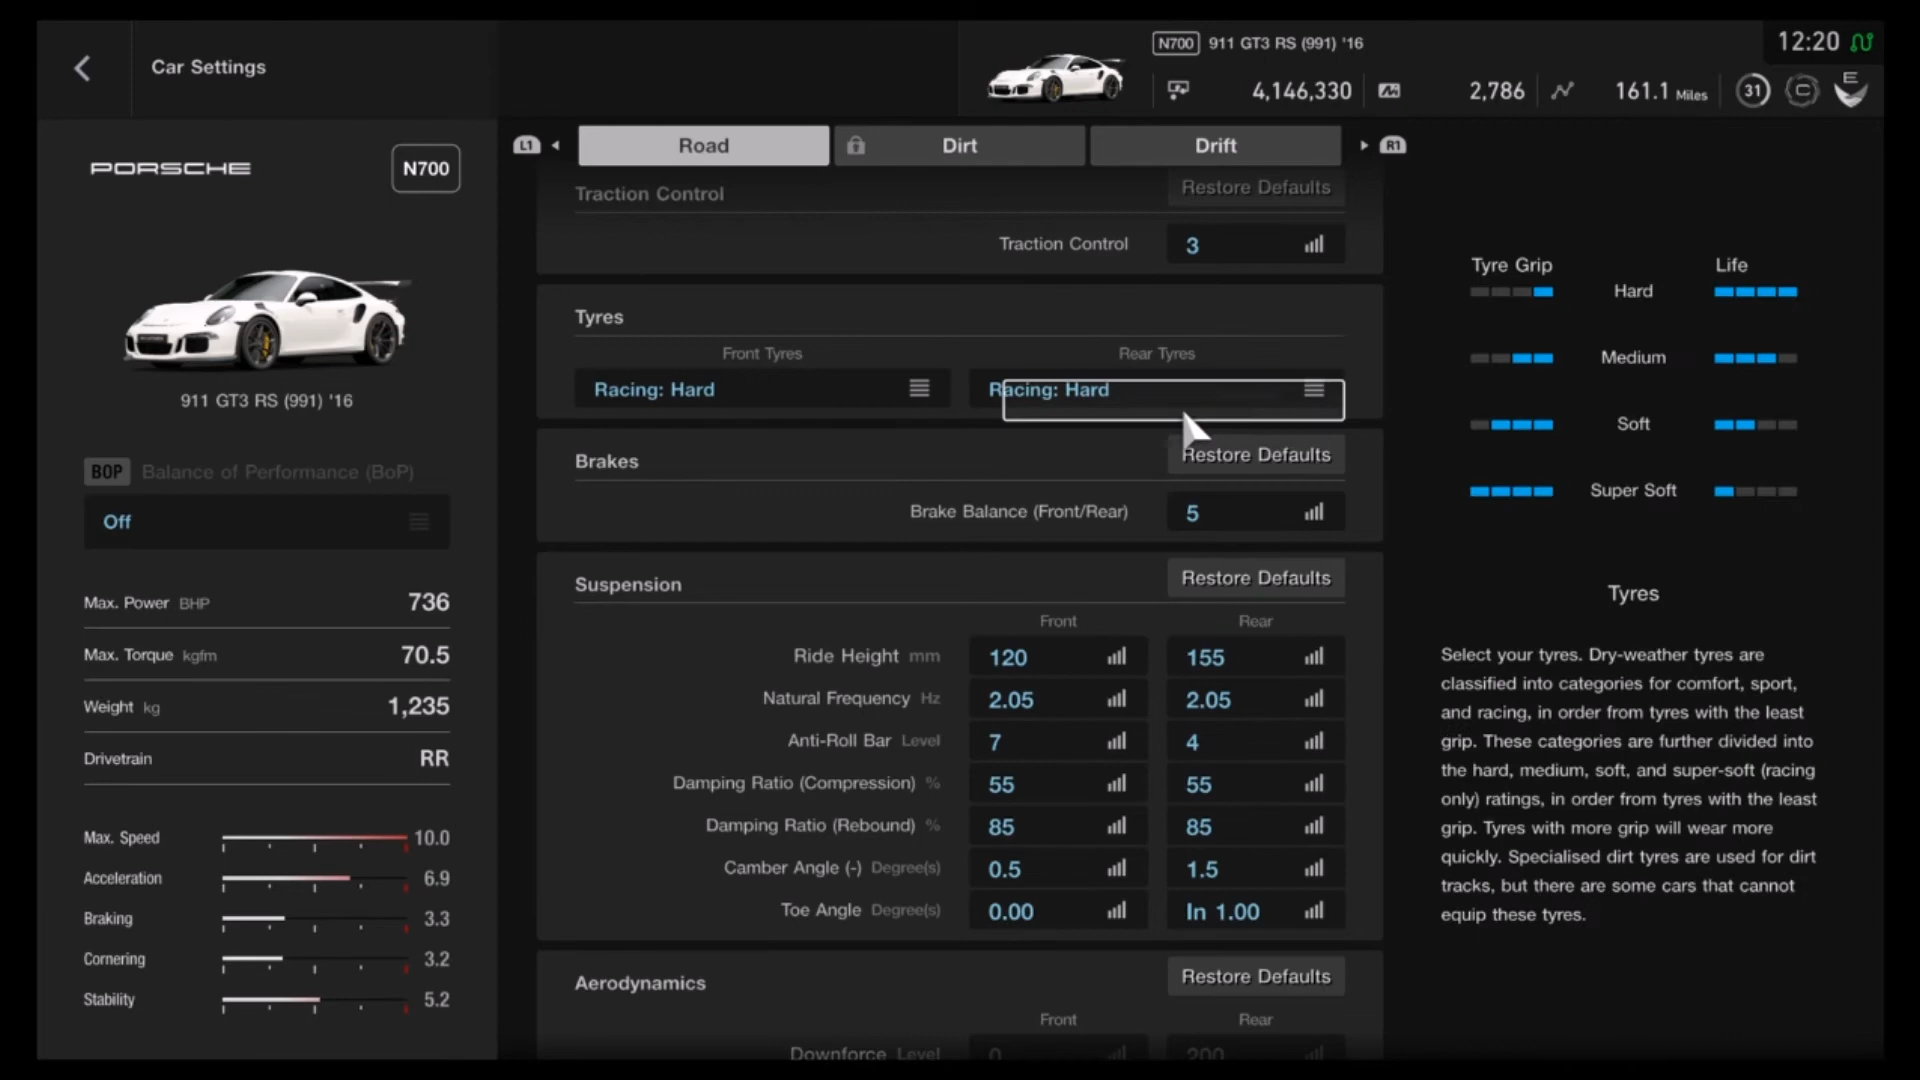 Car Settings
N700 911 GT3 RS (991) '16
12:20
4,146,330
2,786
161.1 Miles
31
C
E
PORSCHE
N700
911 GT3 RS (991) '16
BOP Balance of Performance (BoP)
Off
Max. Power BHP 736
Max. Torque kgfm 70.5
Weight kg 1,235
Drivetrain RR
Max. Speed 10.0
Acceleration 6.9
Braking 3.3
Cornering 3.2
Stability 5.2
L1 Road Dirt Drift R1
Traction Control Restore Defaults
Traction Control 3
Tyres
Front Tyres Rear Tyres
Racing: Hard Racing: Hard
Brakes Restore Defaults
Brake Balance (Front/Rear) 5
Suspension Restore Defaults
Front Rear
Ride Height mm 120 155
Natural Frequency Hz 2.05 2.05
Anti-Roll Bar Level 7 4
Damping Ratio (Compression) % 55 55
Damping Ratio (Rebound) % 85 85
Camber Angle (-) Degree(s) 0.5 1.5
Toe Angle Degree(s) 0.00 In 1.00
Aerodynamics Restore Defaults
Front Rear
Downforce Level 0 200
Tyre Grip Life
Hard
Medium
Soft
Super Soft
Tyres
Select your tyres. Dry-weather tyres are
classified into categories for comfort, sport,
and racing, in order from tyres with the least
grip. These categories are further divided into
the hard, medium, soft, and super-soft (racing
only) ratings, in order from tyres with the least
grip. Tyres with more grip will wear more
quickly. Specialised dirt tyres are used for dirt
tracks, but there are some cars that cannot
equip these tyres.